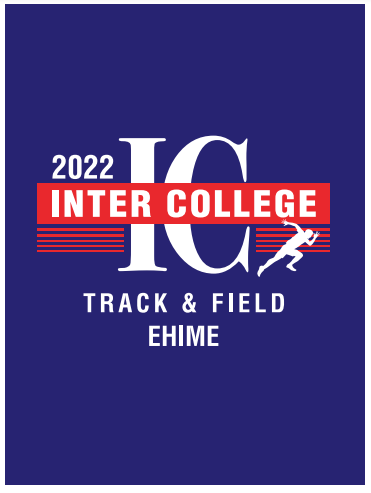 2022
IC
INTER COLLEGE
TRACK & FIELD
EHIME